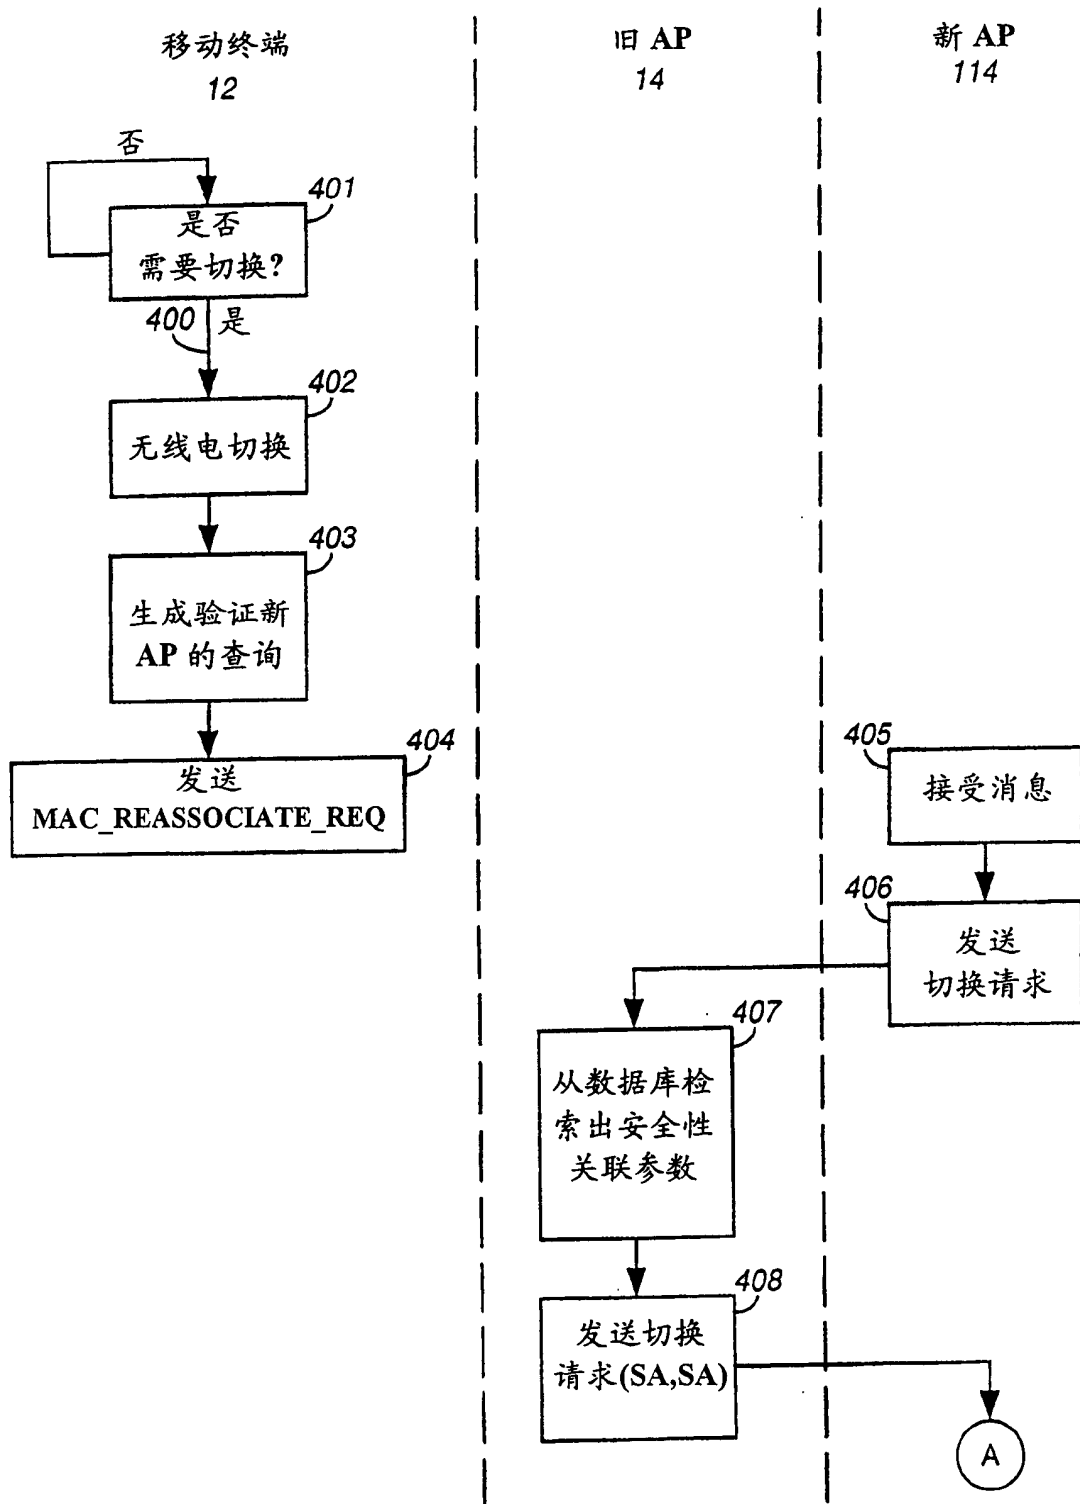 移动终端
12
旧 AP
14
新 AP
114
否
401
是否
需要切换?
400
是
402
无线电切换
403
生成验证新
AP 的查询
404
发送
MAC_REASSOCIATE_REQ
405
接受消息
406
发送
切换请求
407
从数据库检
索出安全性
关联参数
408
发送切换
请求(SA,SA)
A